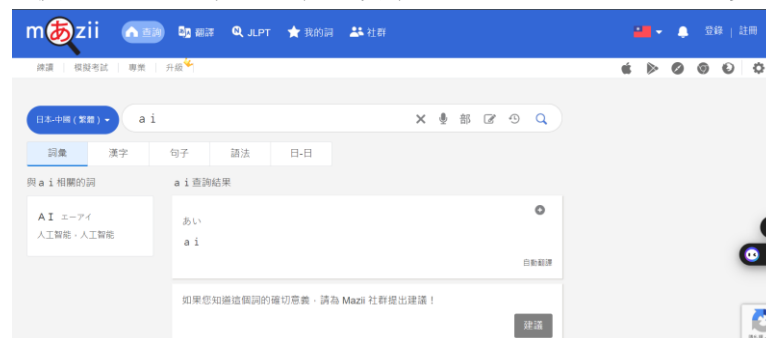 mあzii 查詢 翻譯 JLPT 我的詞 社群 登錄 | 註冊
練讀 | 模擬考試 | 專業 | 升級
日本-中國(繁體) ａｉ 部
詞彙 漢字 句子 語法 日-日
與ａｉ相關的詞
ＡＩ エーアイ
人工智能、人工智能
ａｉ查詢結果
あい
ａｉ
自動翻譯
如果您知道這個詞的確切意義,請為 Mazii 社群提出建議!
建議